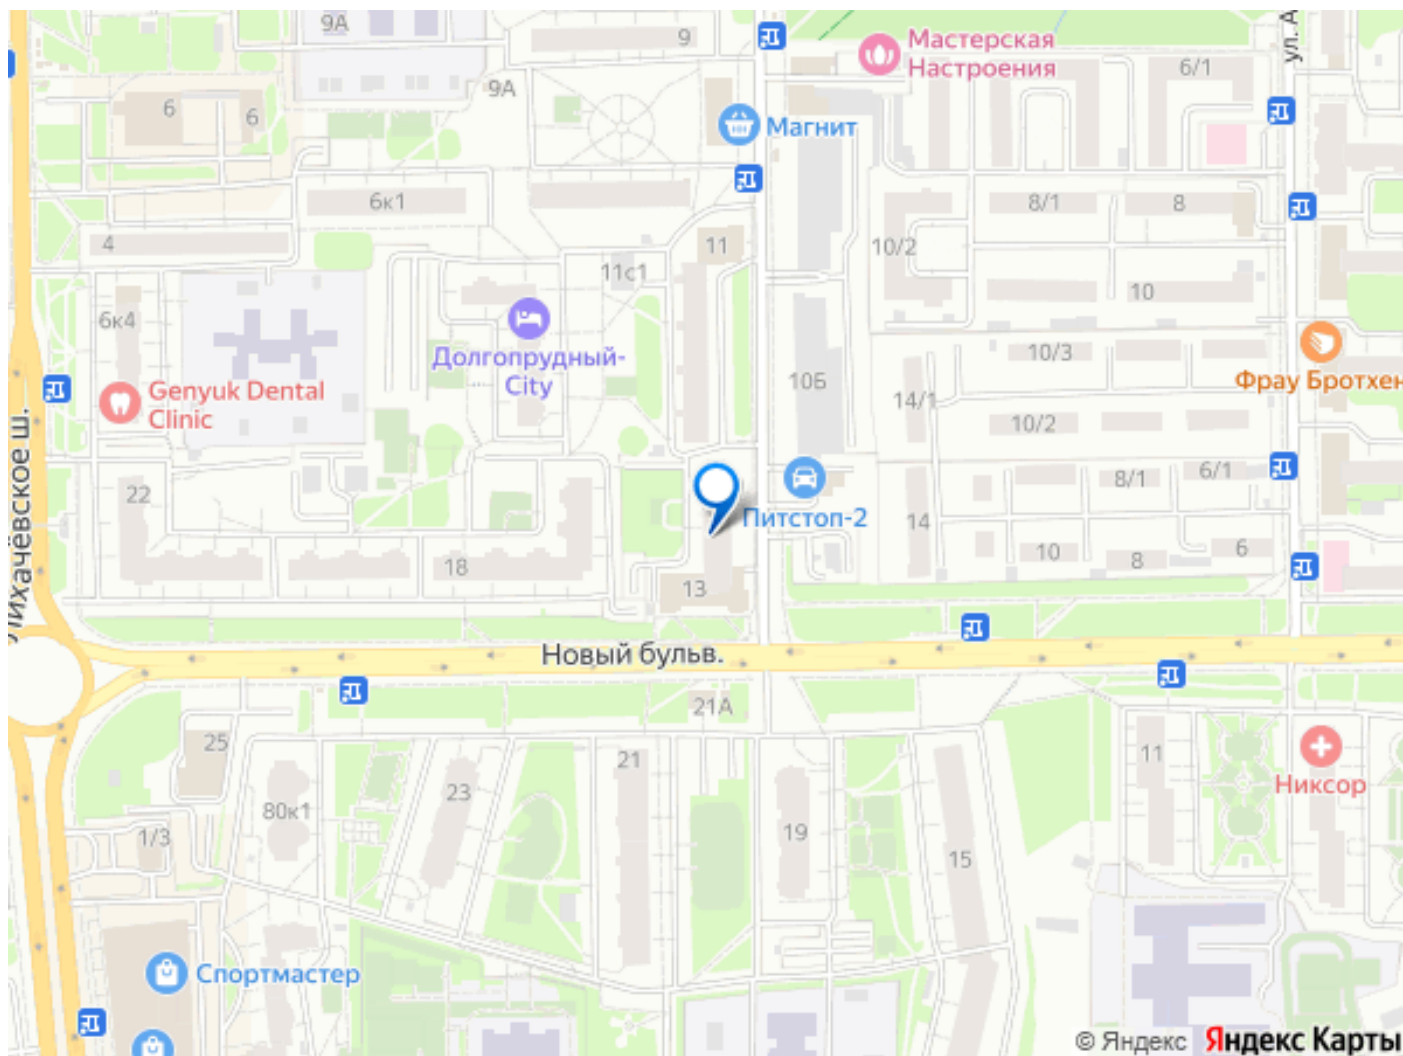 9А
9
Мастерская
Настроения
6/1
ул. А
9А
6
6
Магнит
6к1
8/1
8
4
11
10/2
11с1
10
6к4
Долгопрудный-
City
10/3
Фрау Бротхен
10Б
Genyuk Dental
Clinic
14/1
10/2
Лихачёвское ш.
22
8/1
6/1
Питстоп-2
14
18
10
8
6
13
Новый бульв.
21А
25
21
11
Никсор
80к1
23
1/3
19
15
Спортмастер
© Яндекс Яндекс Карты